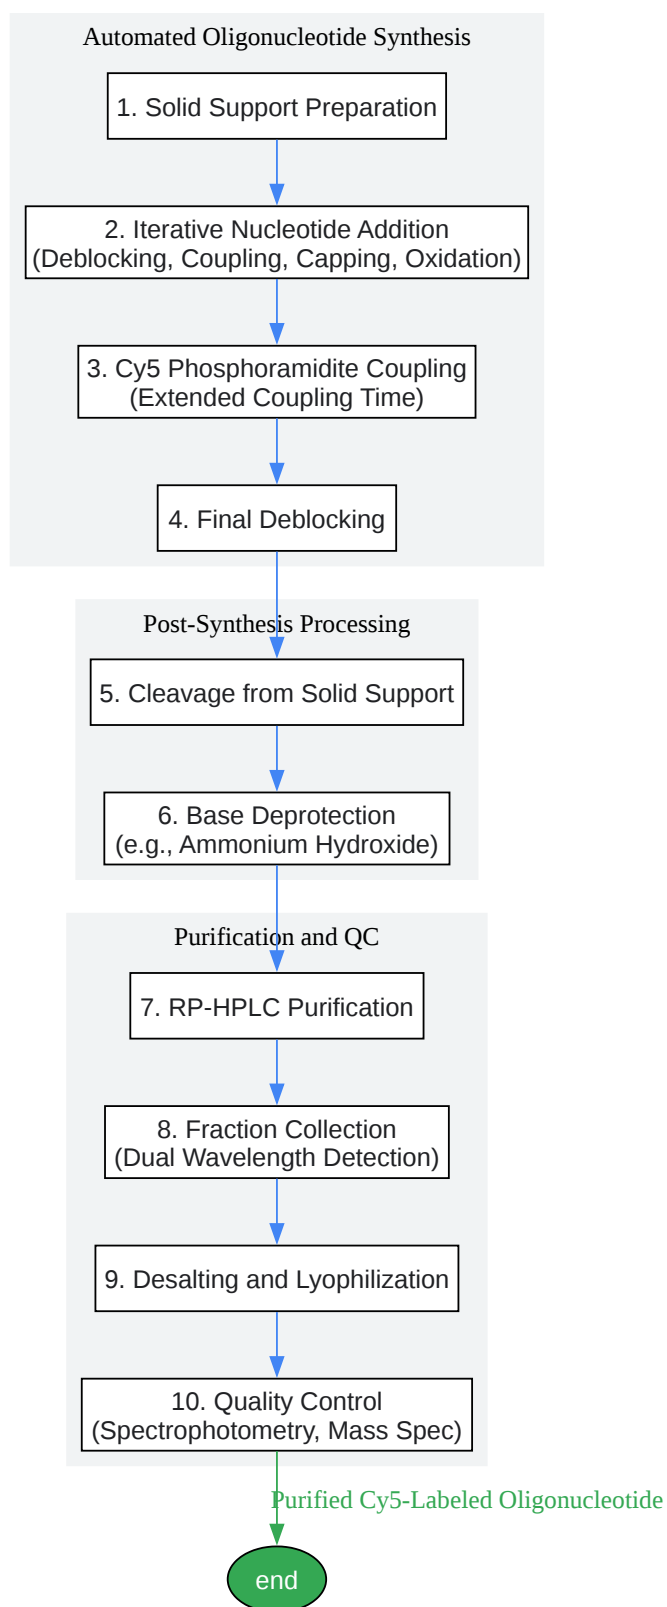 Automated Oligonucleotide Synthesis
1. Solid Support Preparation
2. Iterative Nucleotide Addition
(Deblocking, Coupling, Capping, Oxidation)
3. Cy5 Phosphoramidite Coupling
(Extended Coupling Time)
4. Final Deblocking
Post-Synthesis Processing
5. Cleavage from Solid Support
6. Base Deprotection
(e.g., Ammonium Hydroxide)
Purification and QC
7. RP-HPLC Purification
8. Fraction Collection
(Dual Wavelength Detection)
9. Desalting and Lyophilization
10. Quality Control
(Spectrophotometry, Mass Spec)
Purified Cy5-Labeled Oligonucleotide
end